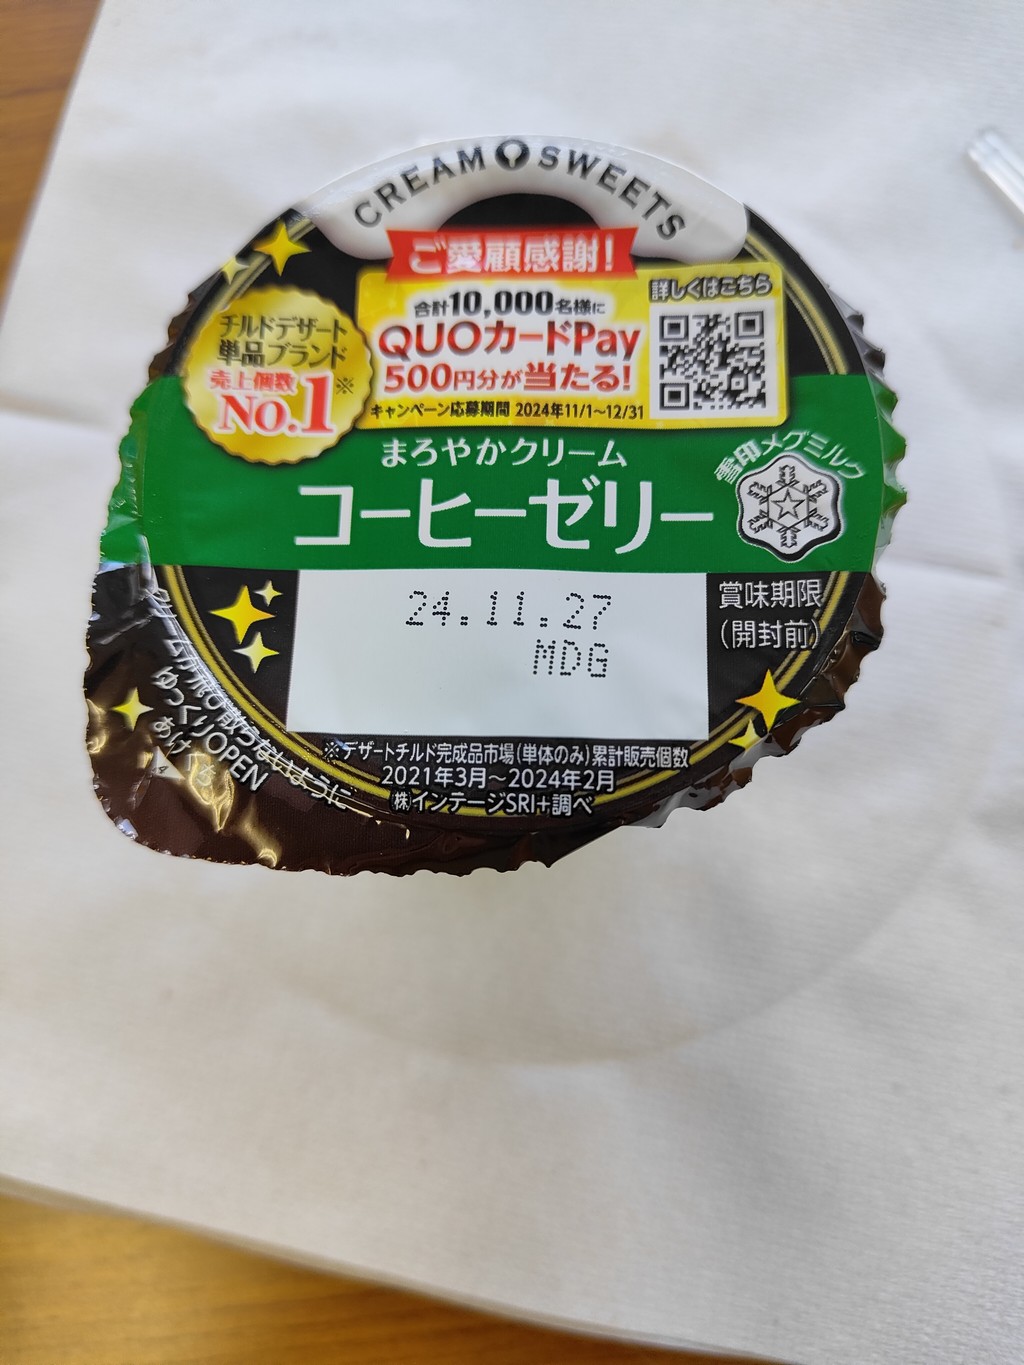 CREAM SWEETS
ご愛顧感謝!
合計10,000名様に
QUOカードPay
500円分が当たる!
キャンペーン応募期間 2024年11/1~12/31
詳しくはこちら
チルドデザート
単品ブランド
売上個数
No.1※
まろやかクリーム
コーヒーゼリー
雪印メグミルク
24.11.27
MDG
賞味期限
(開封前)
※デザートチルド完成品市場(単体のみ)累計販売個数
2021年3月~2024年2月
㈱インテージSRI+調べ
散らないように
ゆっくりOPEN